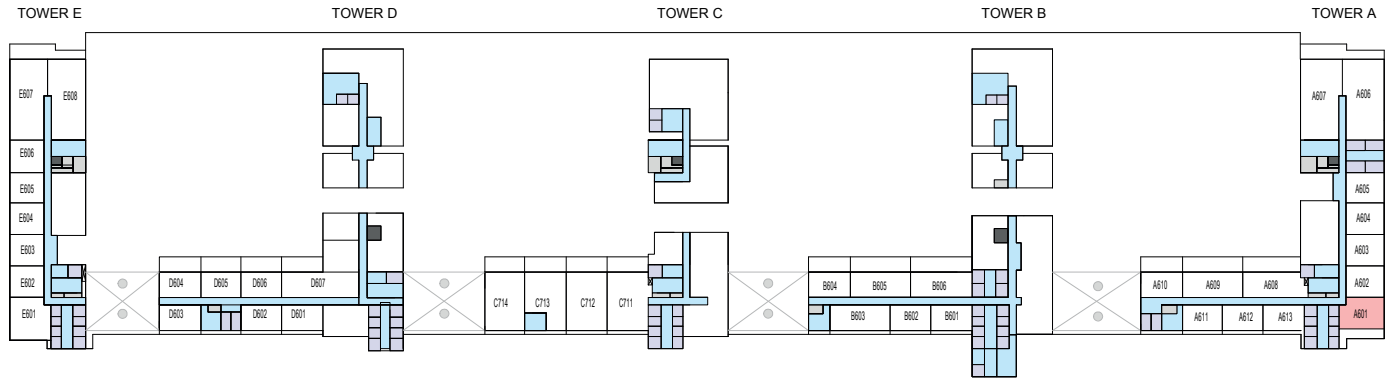 TOWER E TOWER D TOWER C TOWER B TOWER A
E607
E608
E606
E605
E604
E603
E602
E601
D604 D605 D606 D607
D603 D602 D601
C714 C713 C712 C711
B604 B605 B606
B603 B602 B601
A610 A609 A608
A611 A612 A613
A607
A606
A605
A604
A603
A602
A601